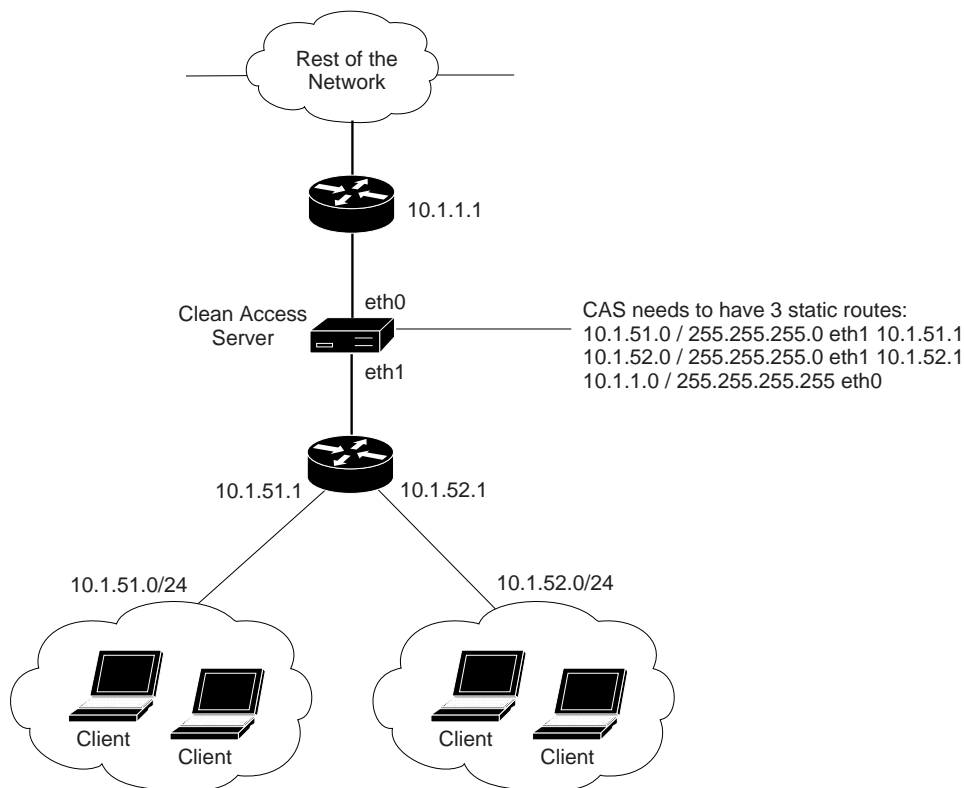 Rest of the
Network
10.1.1.1
eth0
Clean Access
Server
eth1
CAS needs to have 3 static routes:
10.1.51.0 / 255.255.255.0 eth1 10.1.51.1
10.1.52.0 / 255.255.255.0 eth1 10.1.52.1
10.1.1.0 / 255.255.255.255 eth0
10.1.51.1
10.1.52.1
10.1.51.0/24
10.1.52.0/24
Client
Client
Client
Client